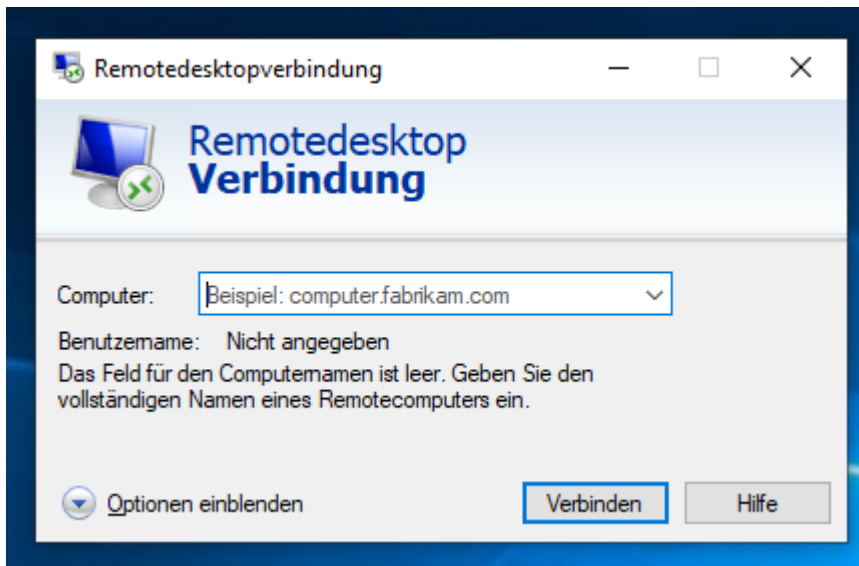 Remotedesktopverbindung
Remotedesktop
Verbindung
Computer: Beispiel: computer.fabrikam.com
Benutzername: Nicht angegeben
Das Feld für den Computernamen ist leer. Geben Sie den
vollständigen Namen eines Remotecomputers ein.
Optionen einblenden Verbinden Hilfe